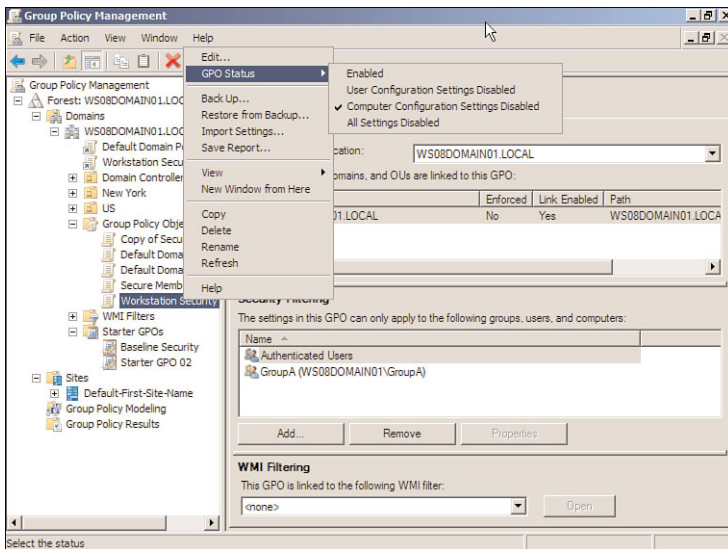 Group Policy Management
File Action View Window Help
Group Policy Management
Forest: WS08DOMAIN01.LOC
Domains
WS08DOMAIN01.LOC
Default Domain P
Workstation Secu
Domain Controller
New York
US
Group Policy Obje
Copy of Secu
Default Doma
Default Doma
Secure Memb
Workstation Security
WMI Filters
Starter GPOs
Baseline Security
Starter GPO 02
Sites
Default-First-Site-Name
Group Policy Modeling
Group Policy Results
Edit...
GPO Status
Back Up...
Restore from Backup...
Import Settings...
Save Report...
View
New Window from Here
Copy
Delete
Rename
Refresh
Help
Enabled
User Configuration Settings Disabled
Computer Configuration Settings Disabled
All Settings Disabled
cation: WS08DOMAIN01.LOCAL
omains, and OUs are linked to this GPO:
Enforced Link Enabled Path
01.LOCAL No Yes WS08DOMAIN01.LOCA
Security Filtering
The settings in this GPO can only apply to the following groups, users, and computers:
Name
Authenticated Users
GroupA (WS08DOMAIN01\GroupA)
Add... Remove Properties
WMI Filtering
This GPO is linked to the following WMI filter:
<none> Open
Select the status